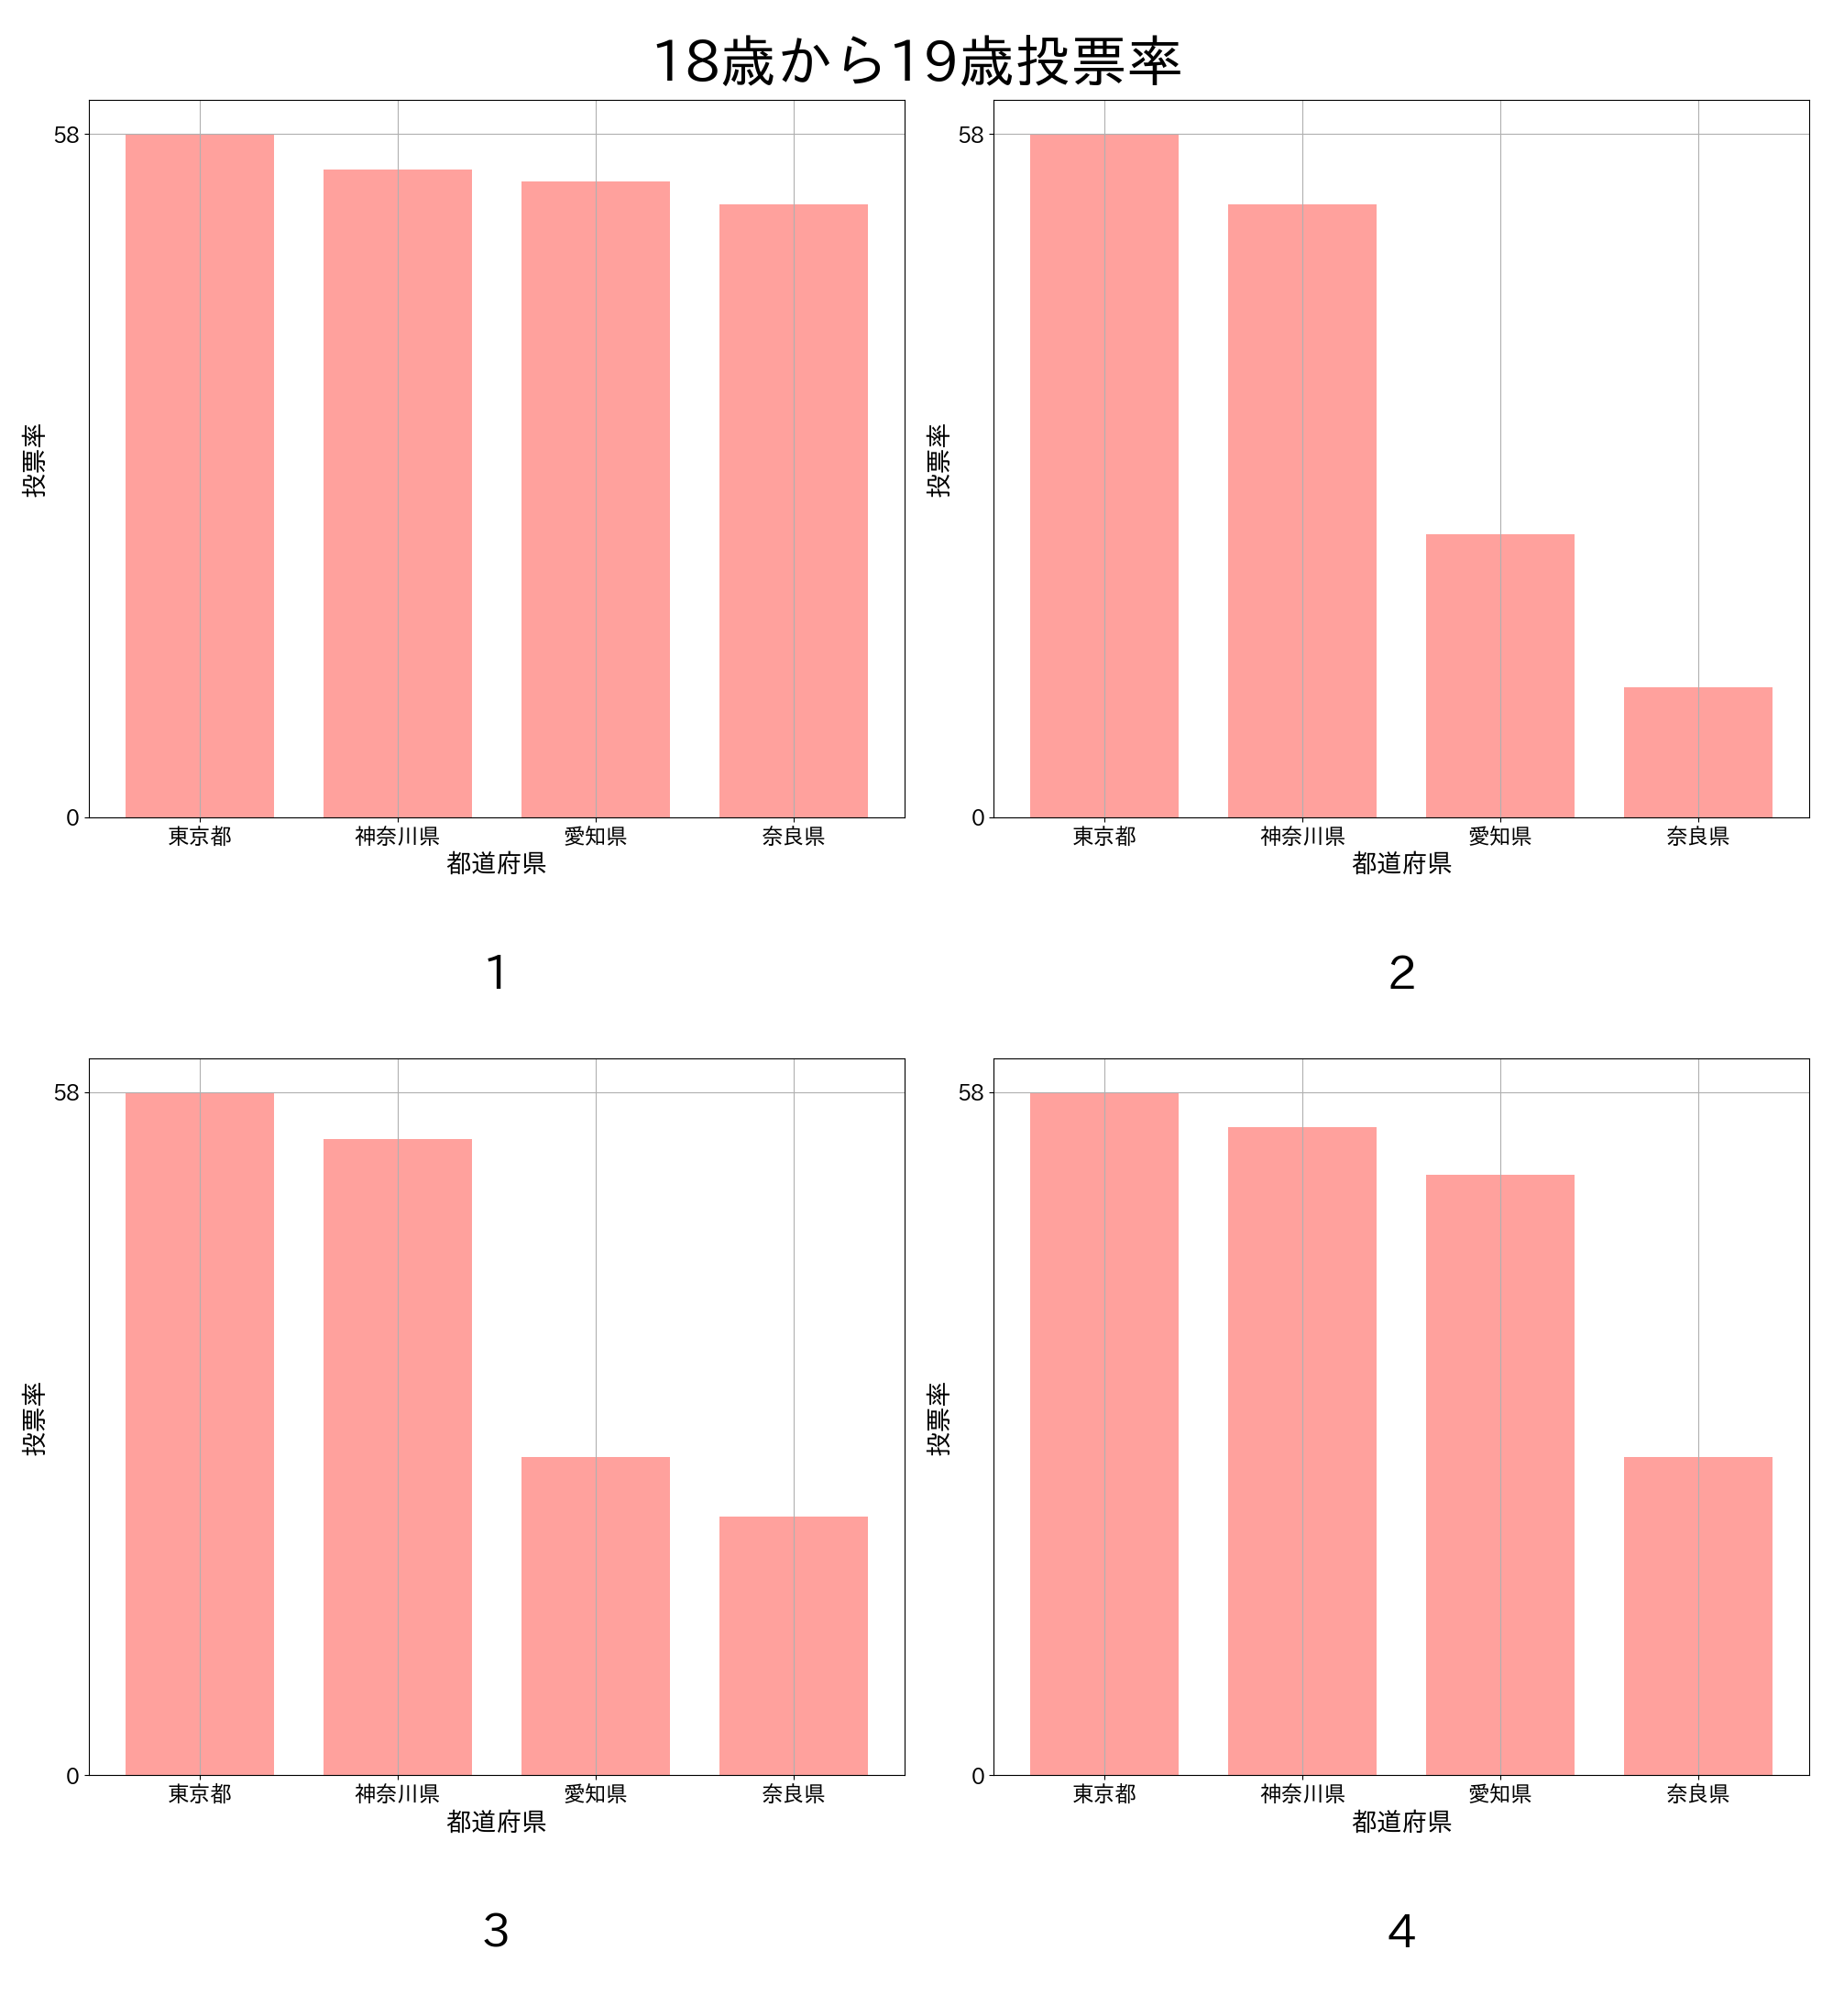 18歳から19歳投票率
58
0
投票率
東京都 神奈川県 愛知県 奈良県
都道府県
1
58
0
投票率
東京都 神奈川県 愛知県 奈良県
都道府県
2
58
0
投票率
東京都 神奈川県 愛知県 奈良県
都道府県
3
58
0
投票率
東京都 神奈川県 愛知県 奈良県
都道府県
4